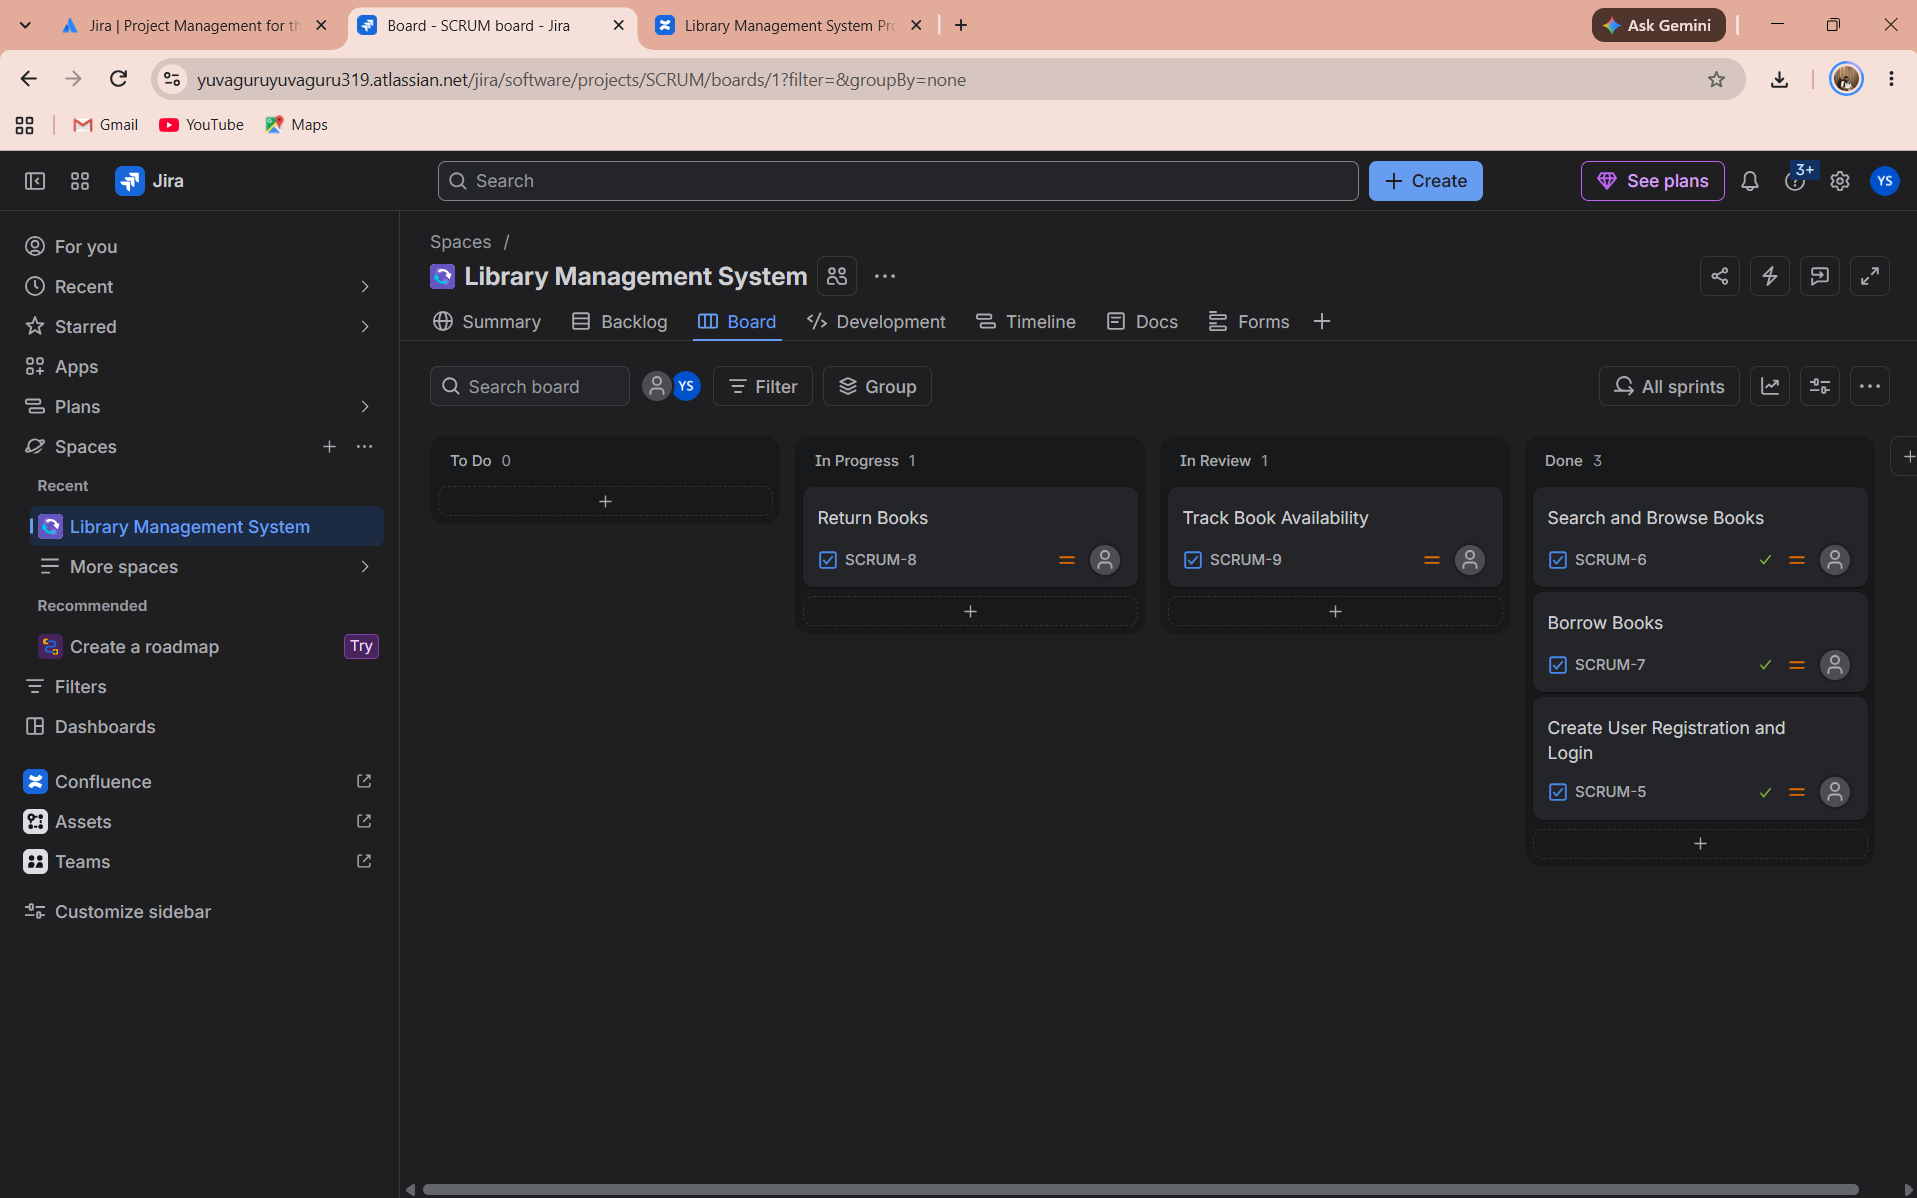 Jira | Project Management for th
Board - SCRUM board - Jira
Library Management System Pro
Ask Gemini
yuvaguruyuvaguru319.atlassian.net/jira/software/projects/SCRUM/boards/1?filter=&groupBy=none
Gmail
YouTube
Maps
Jira
Search
Create
See plans
3+
YS
For you
Recent
Starred
Apps
Plans
Spaces
Recent
Library Management System
More spaces
Recommended
Create a roadmap
Try
Filters
Dashboards
Confluence
Assets
Teams
Customize sidebar
Spaces /
Library Management System
Summary
Backlog
Board
Development
Timeline
Docs
Forms
Search board
YS
Filter
Group
All sprints
To Do 0
In Progress 1
Return Books
SCRUM-8
In Review 1
Track Book Availability
SCRUM-9
Done 3
Search and Browse Books
SCRUM-6
Borrow Books
SCRUM-7
Create User Registration and
Login
SCRUM-5